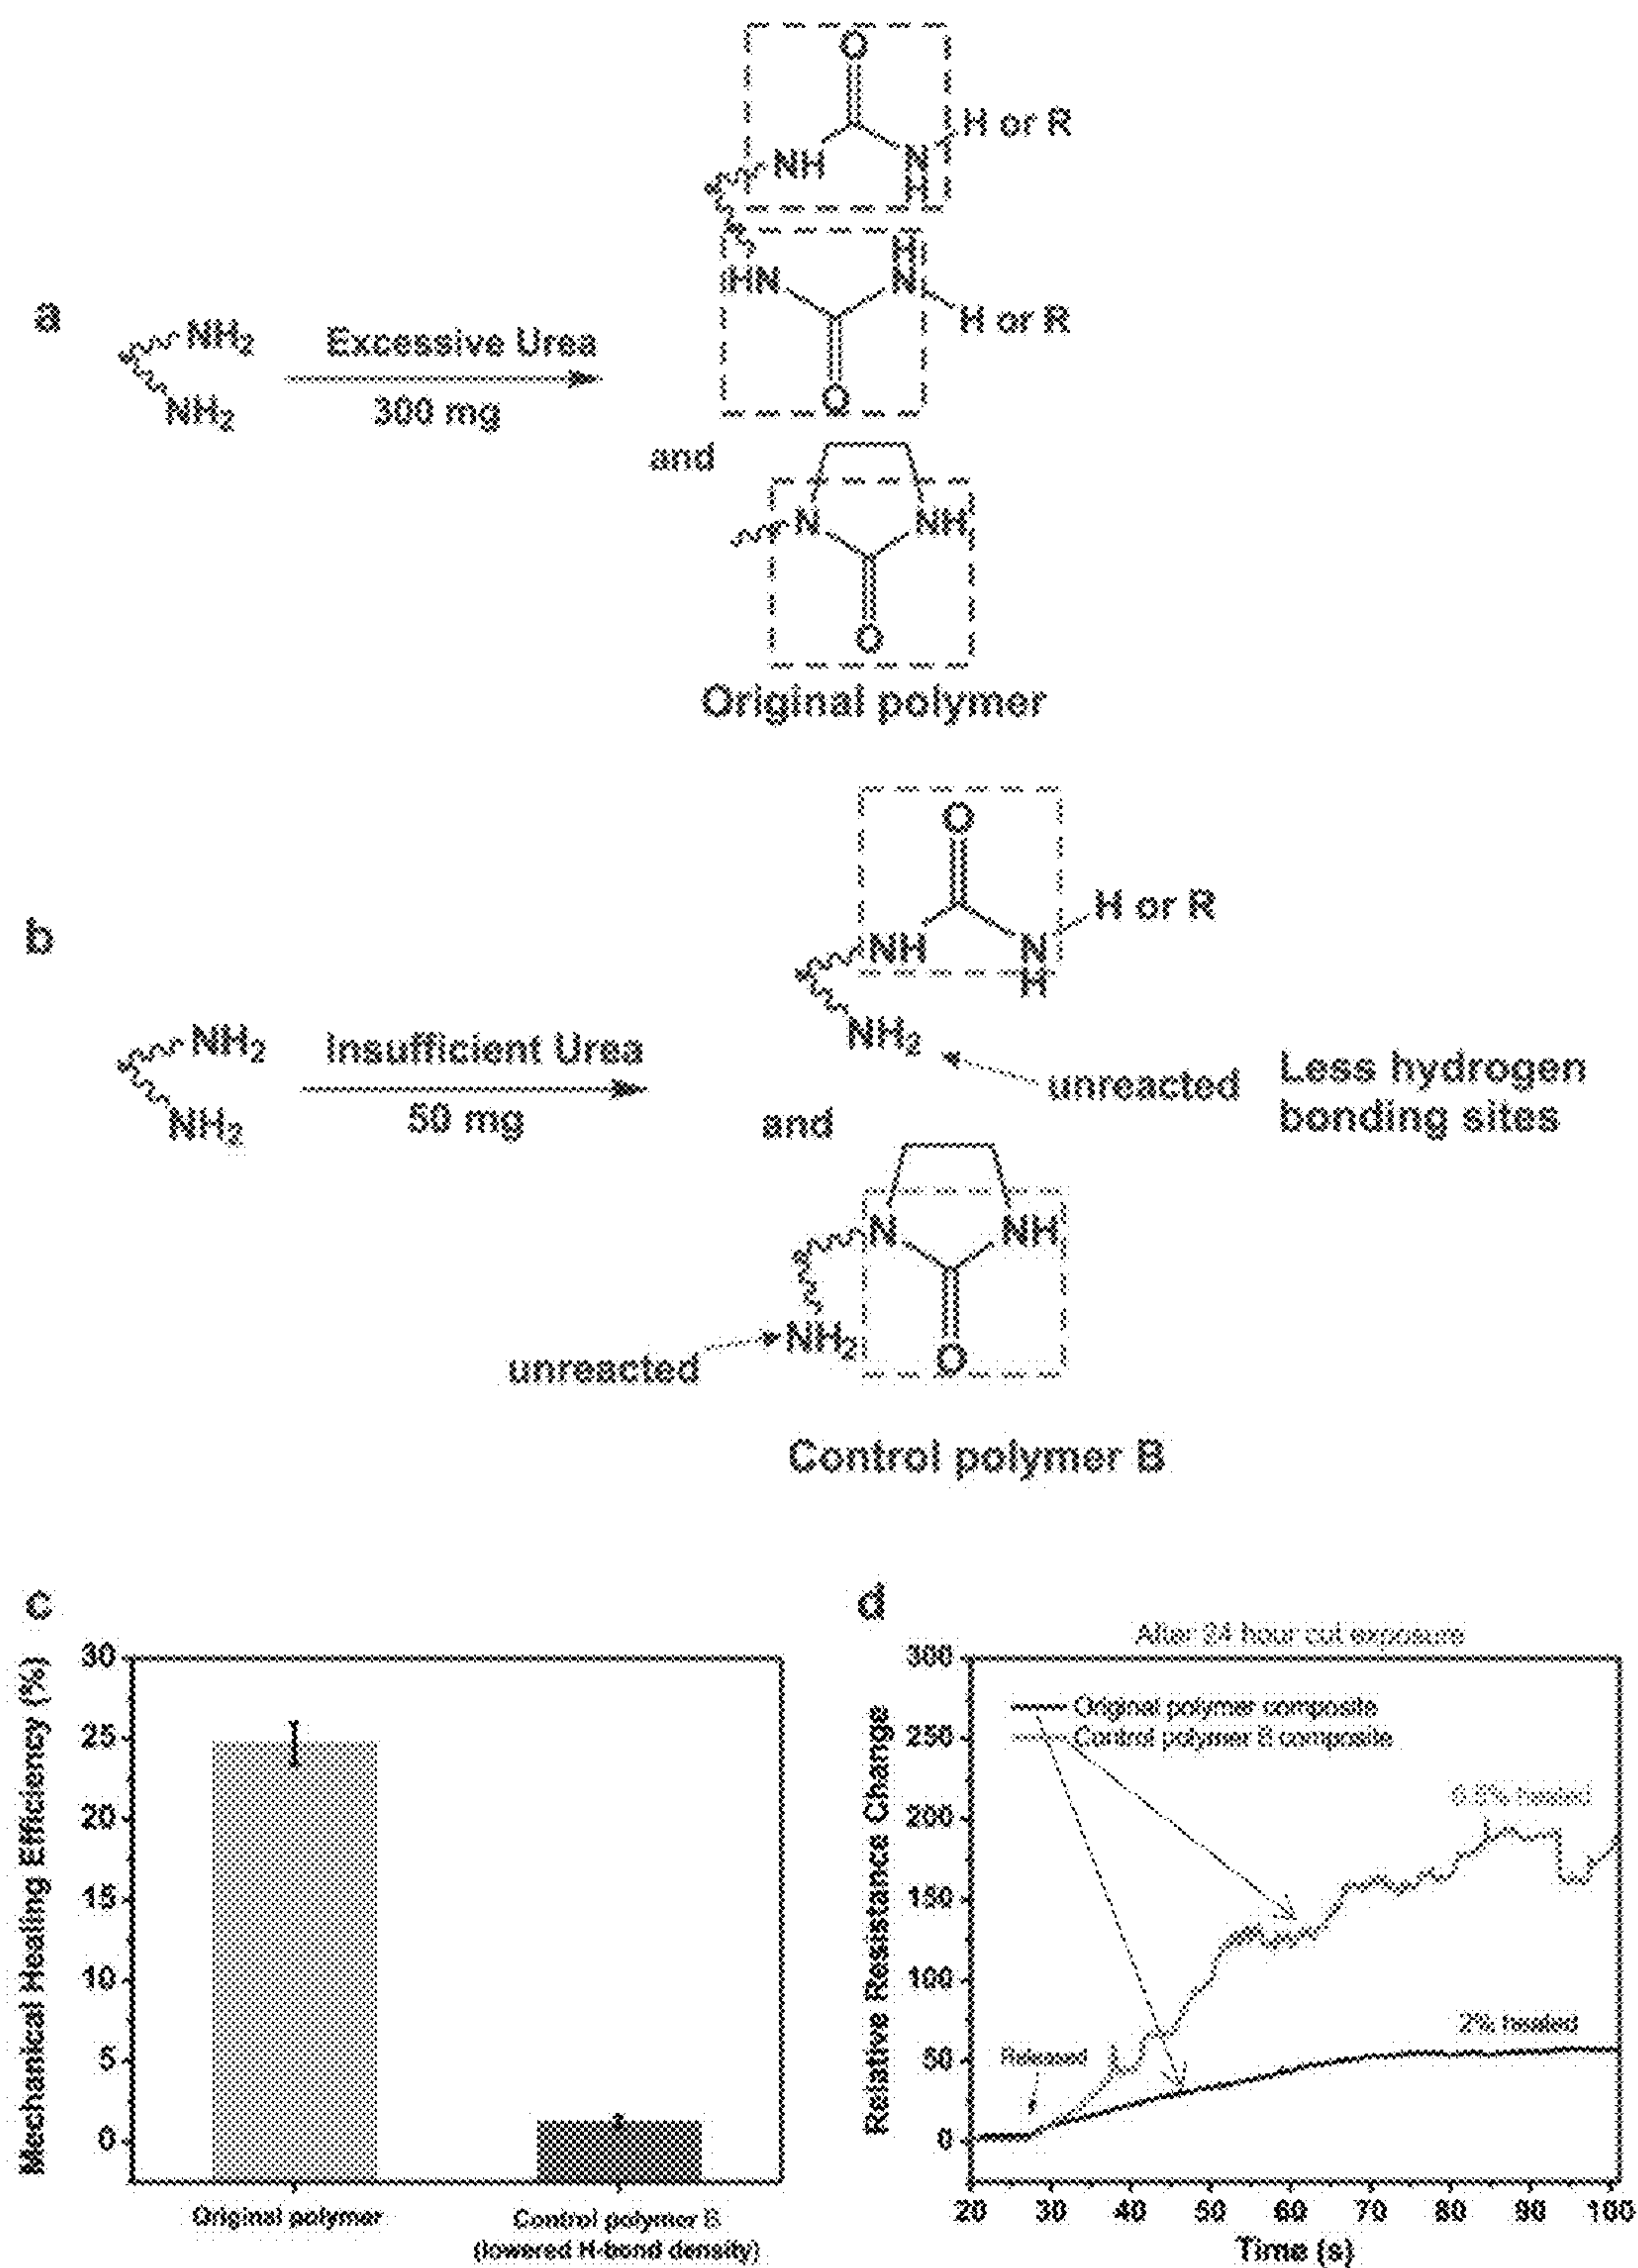 a
NH2
NH2
Excessive Urea
300 mg
O
NH
N
H
H or R
H
HN
N
H or R
O
and
N
NH
O
Original polymer
b
NH2
NH2
Insufficient Urea
50 mg
O
NH
N
H
H or R
NH2
unreacted
Less hydrogen
bonding sites
and
N
NH
NH2
unreacted
O
Control polymer B
c
Mechanical Healing Efficiency (%)
30
25
20
15
10
5
0
Original polymer
Control polymer B
(lowered H-bond density)
d
After 24 hour cut exposure
Relative Resistance Change
300
250
200
150
100
50
0
Original polymer composite
Control polymer B composite
healed
2% healed
Released
20 30 40 50 60 70 80 90 100
Time (s)